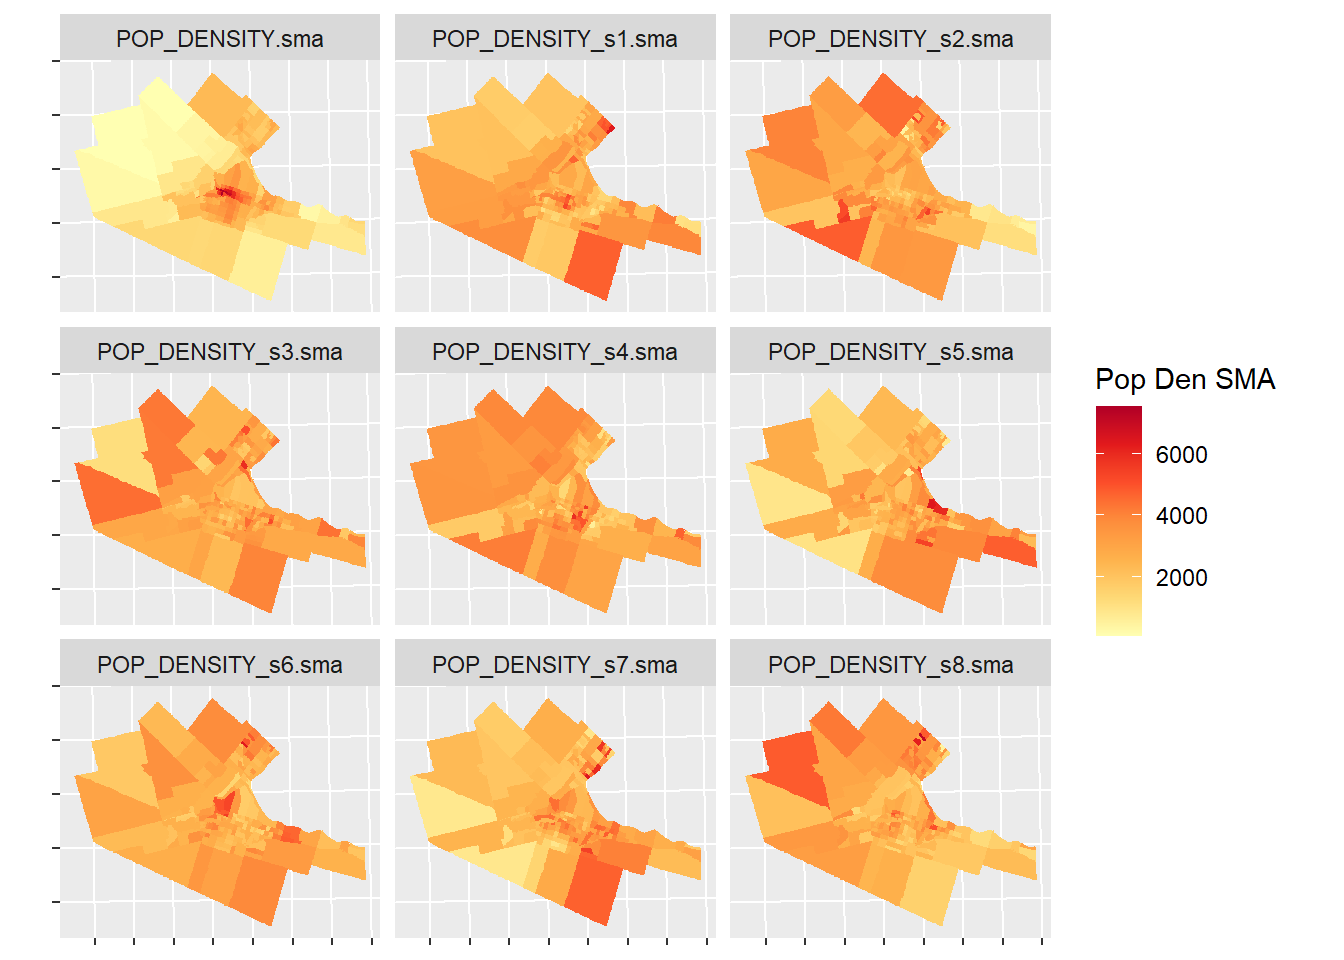 POP_DENSITY.sma
POP_DENSITY_s1.sma
POP_DENSITY_s2.sma
POP_DENSITY_s3.sma
POP_DENSITY_s4.sma
POP_DENSITY_s5.sma
Pop Den SMA
6000
4000
2000
POP_DENSITY_s6.sma
POP_DENSITY_s7.sma
POP_DENSITY_s8.sma